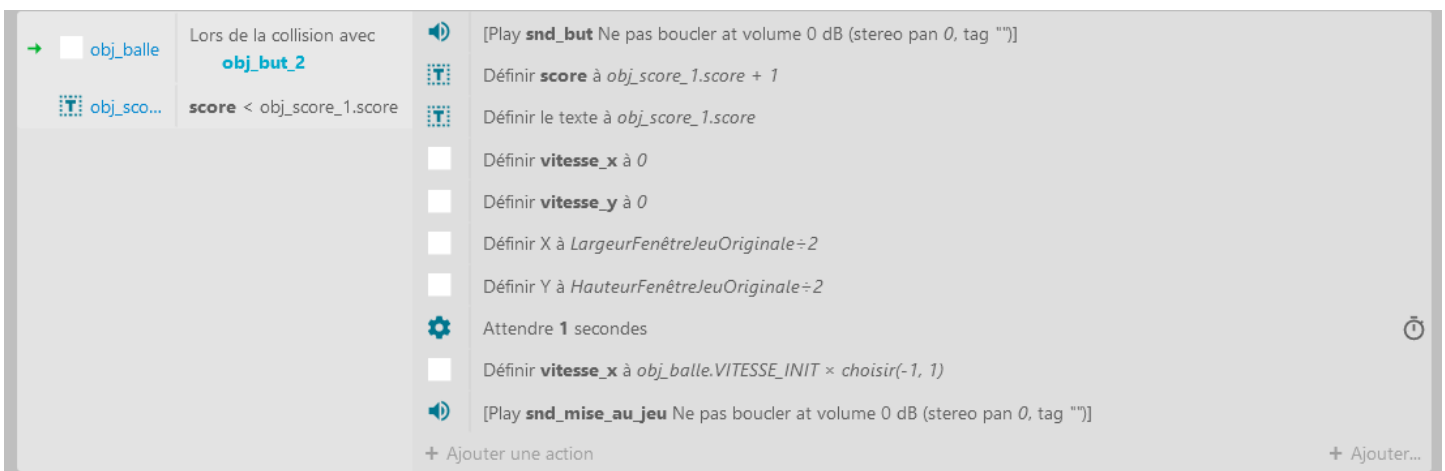 obj_balle
Lors de la collision avec
obj_but_2
obj_sco...
score < obj_score_1.score
[Play snd_but Ne pas boucler at volume 0 dB (stereo pan 0, tag "")]
Définir score à obj_score_1.score + 1
Définir le texte à obj_score_1.score
Définir vitesse_x à 0
Définir vitesse_y à 0
Définir X à LargeurFenêtreJeuOriginale÷2
Définir Y à HauteurFenêtreJeuOriginale÷2
Attendre 1 secondes
Définir vitesse_x à obj_balle.VITESSE_INIT × choisir(-1, 1)
[Play snd_mise_au_jeu Ne pas boucler at volume 0 dB (stereo pan 0, tag "")]
+ Ajouter une action
+ Ajouter...